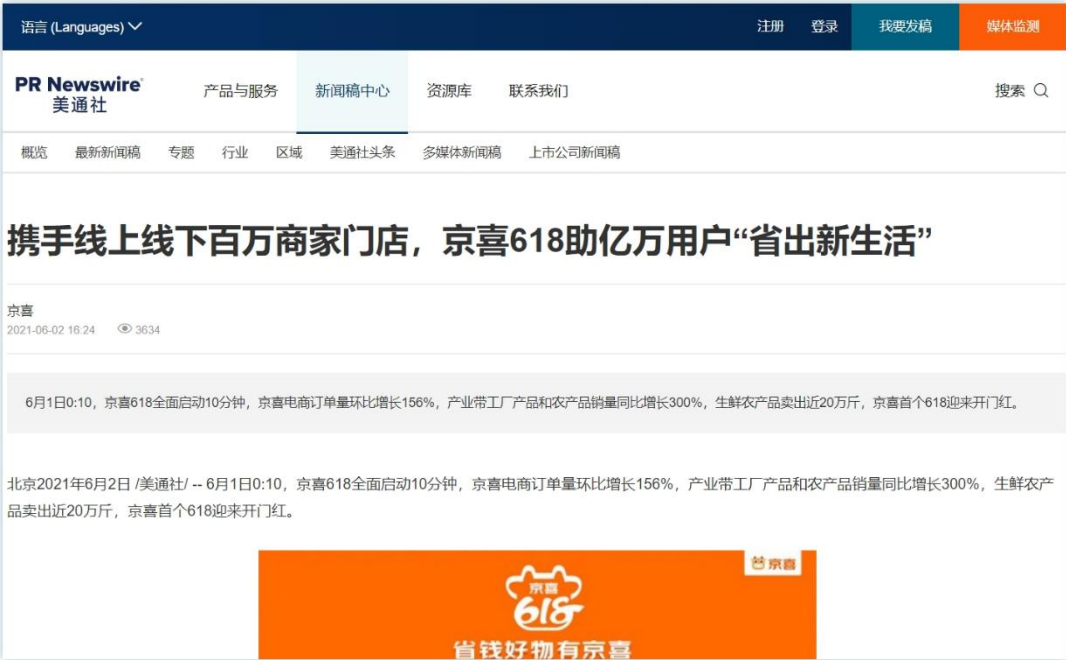 语言 (Languages)
注册 登录 我要发稿 媒体监测
PR Newswire®
美通社
产品与服务 新闻稿中心 资源库 联系我们 搜索
概览 最新新闻稿 专题 行业 区域 美通社头条 多媒体新闻稿 上市公司新闻稿
携手线上线下百万商家门店，京喜618助亿万用户“省出新生活”
京喜
2021-06-02 16:24 3634
6月1日0:10，京喜618全面启动10分钟，京喜电商订单量环比增长156%，产业带工厂产品和农产品销量同比增长300%，生鲜农产品卖出近20万斤，京喜首个618迎来开门红。
北京2021年6月2日 /美通社/ -- 6月1日0:10，京喜618全面启动10分钟，京喜电商订单量环比增长156%，产业带工厂产品和农产品销量同比增长300%，生鲜农产
品卖出近20万斤，京喜首个618迎来开门红。
京喜
京喜
618
省钱好物有京喜